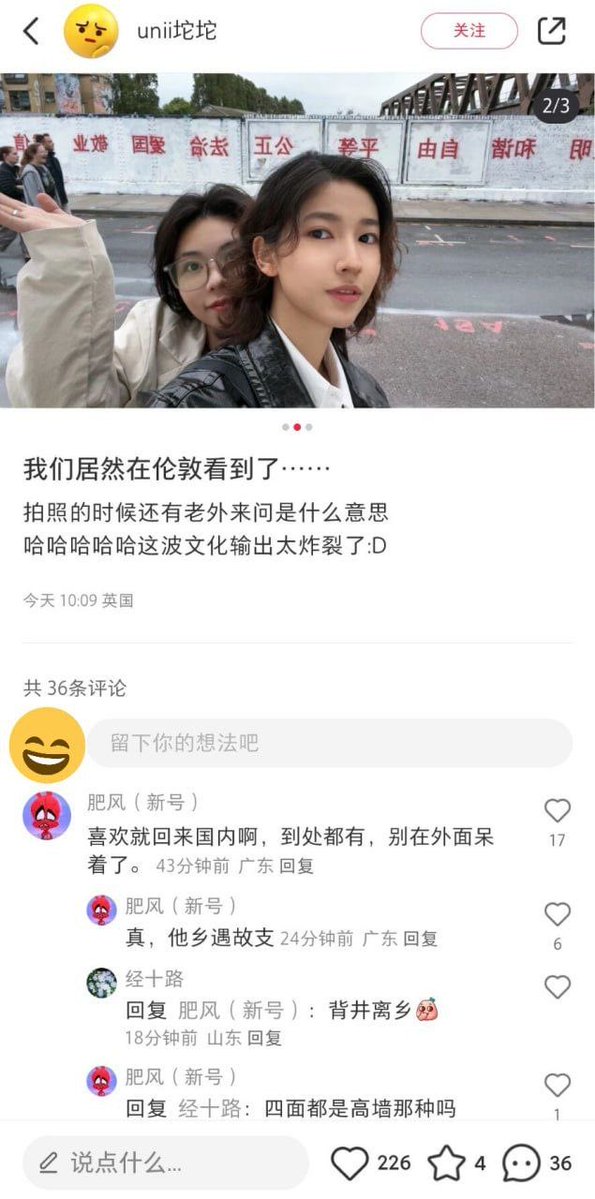 unii坨坨
关注
2/3
信 敬业 爱国 法治 公正 平等 自由 和谐 明
我们居然在伦敦看到了……
拍照的时候还有老外来问是什么意思
哈哈哈哈哈这波文化输出太炸裂了:D
今天 10:09 英国
共 36条评论
留下你的想法吧
肥风（新号）
喜欢就回来国内啊，到处都有，别在外面呆
着了。 43分钟前 广东 回复
17
肥风（新号）
真，他乡遇故支 24分钟前 广东 回复
6
经十路
回复 肥风（新号）：背井离乡
18分钟前 山东 回复
肥风（新号）
回复 经十路：四面都是高墙那种吗
1
说点什么...
226
4
36